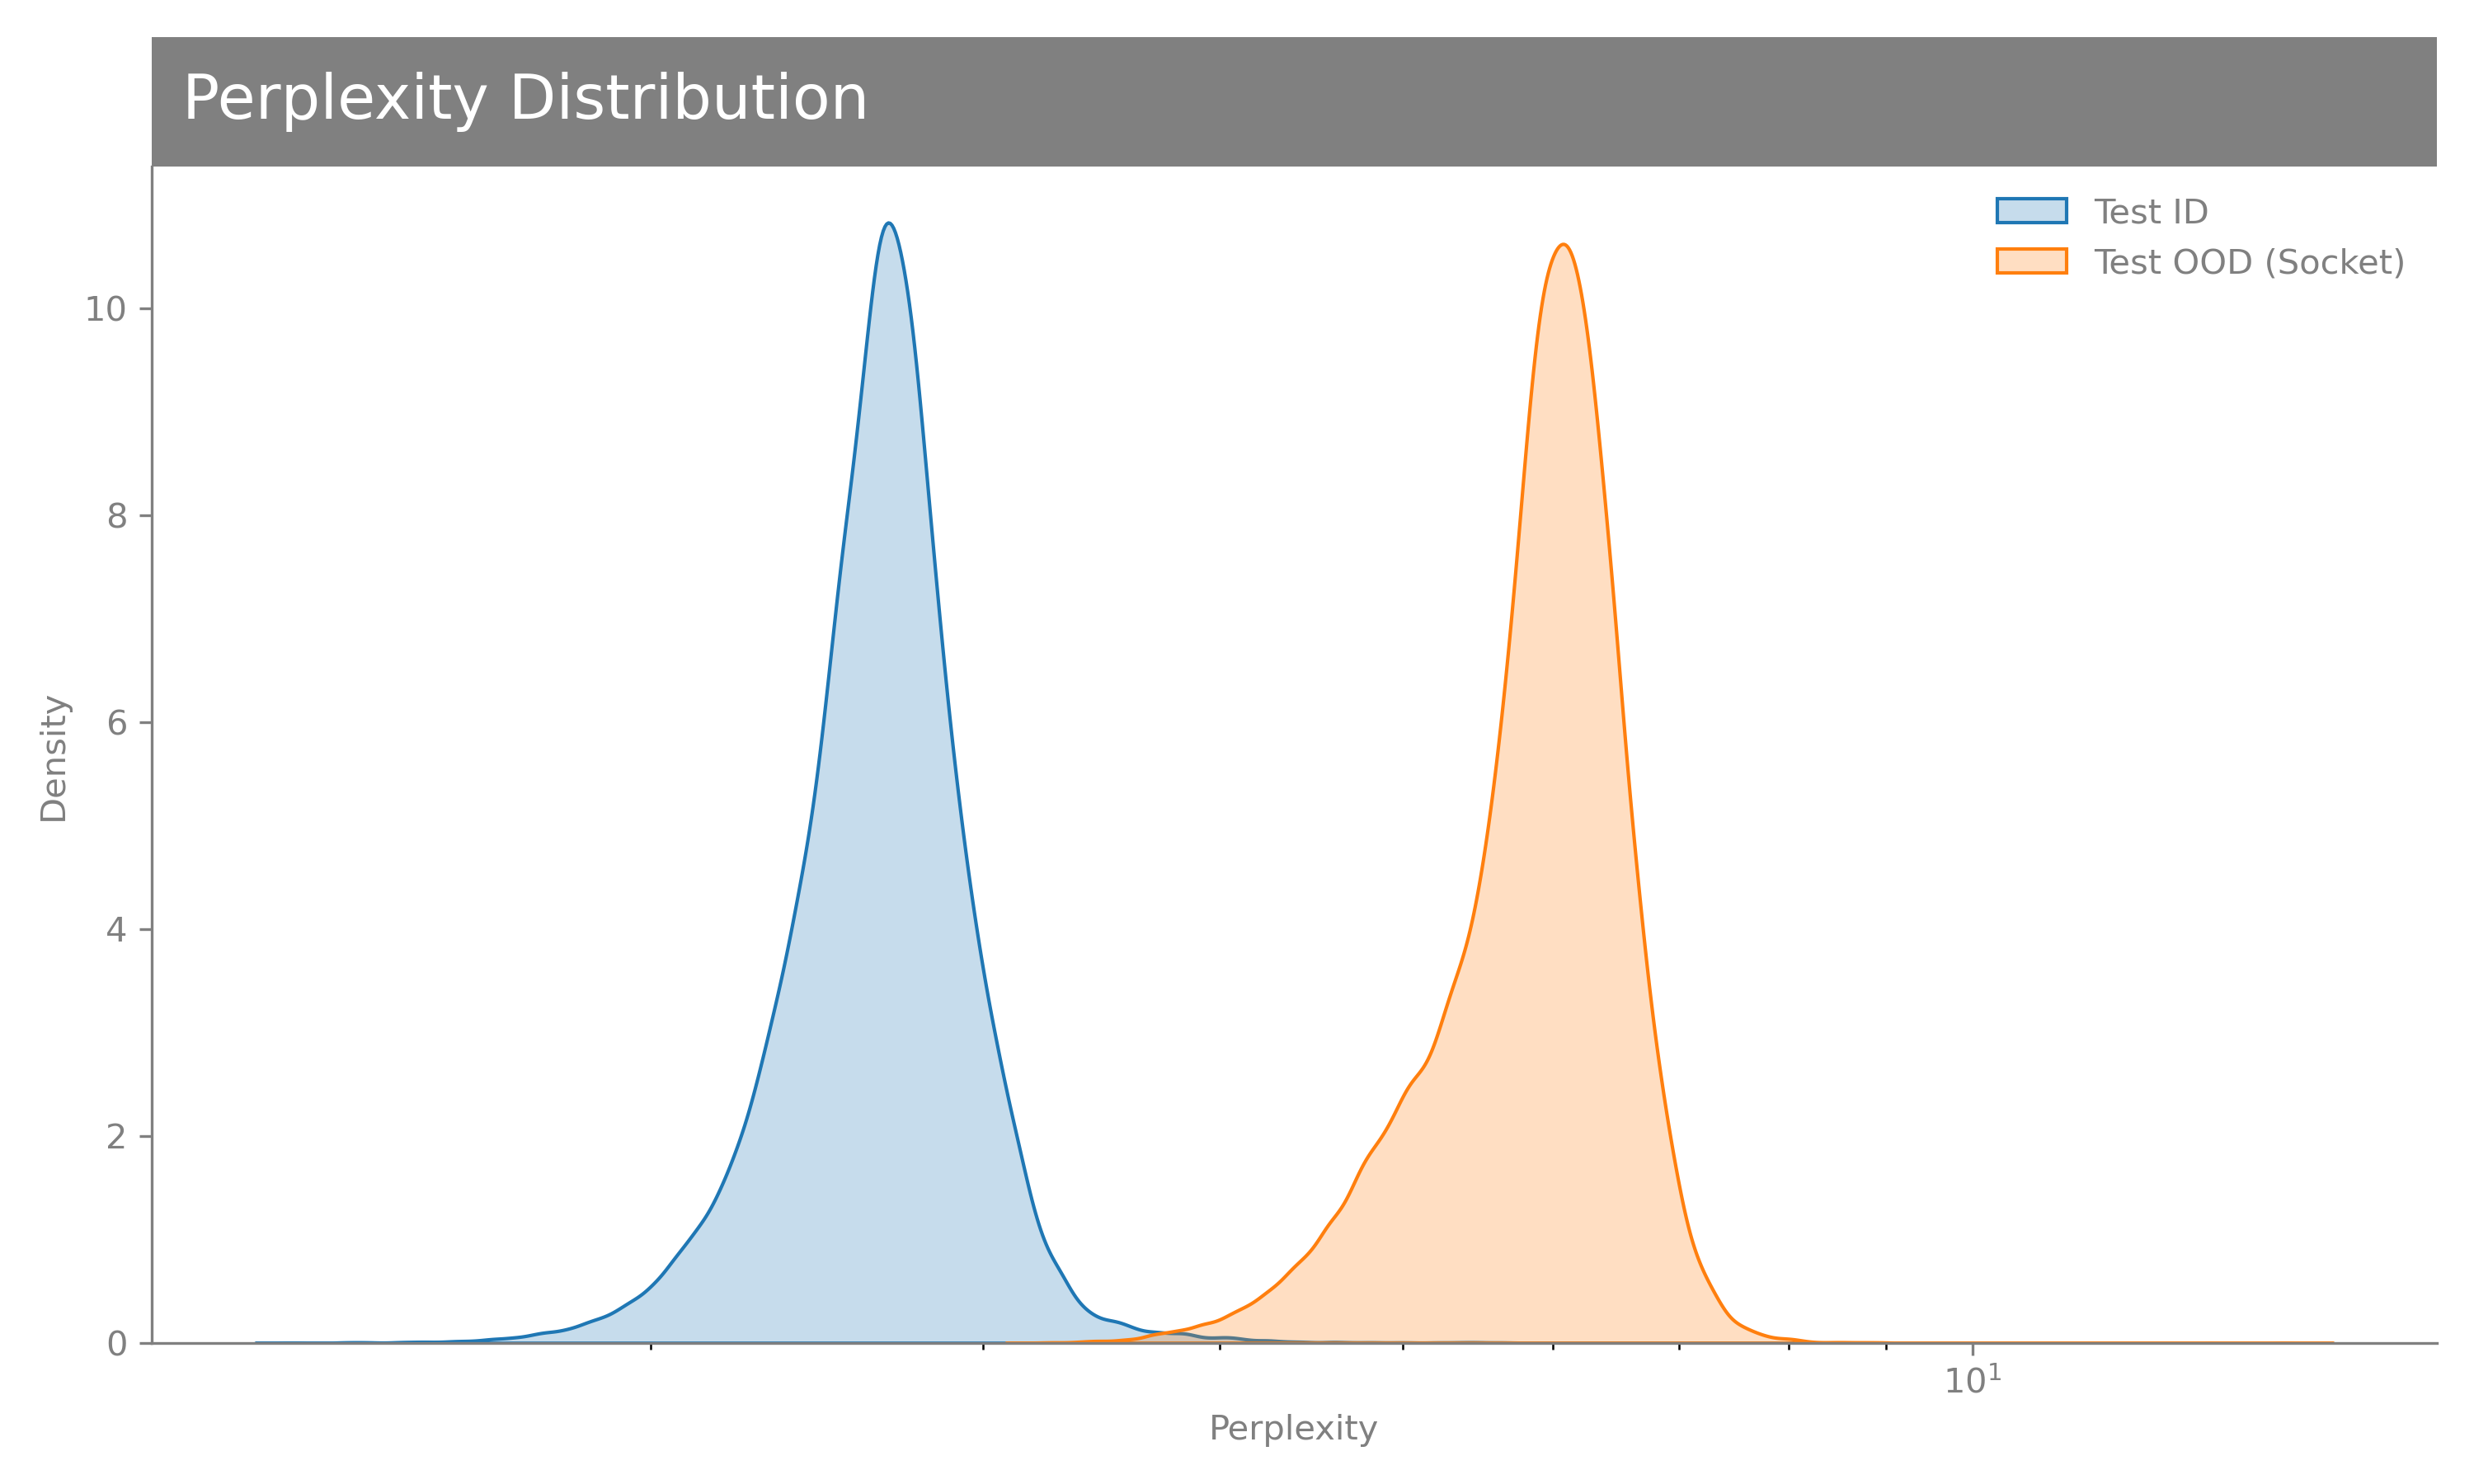 Perplexity Distribution
Test ID
Test OOD (Socket)
10
8
6
4
2
0
Density
10¹
Perplexity